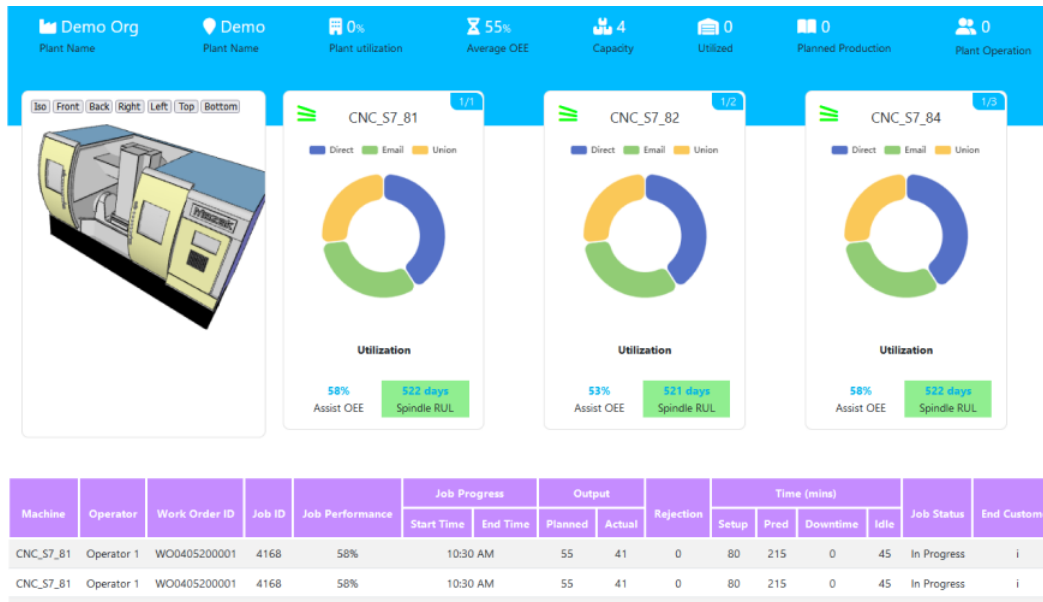 Demo Org Demo 0% 55% 4 0 0 0
Plant Name Plant Name Plant utilization Average OEE Capacity Utilized Planned Production Plant Operation
Iso Front Back Right Left Top Bottom
1/1
CNC_S7_81
Direct Email Union
Utilization
58% 522 days
Assist OEE Spindle RUL
1/2
CNC_S7_82
Direct Email Union
Utilization
53% 521 days
Assist OEE Spindle RUL
1/3
CNC_S7_84
Direct Email Union
Utilization
58% 522 days
Assist OEE Spindle RUL
Machine Operator Work Order ID Job ID Job Performance Job Progress Output Rejection Time (mins) Job Status End Custome
Start Time End Time Planned Actual Setup Pred Downtime Idle
CNC_S7_81 Operator 1 WO0405200001 4168 58% 10:30 AM 55 41 0 80 215 0 45 In Progress i
CNC_S7_81 Operator 1 WO0405200001 4168 58% 10:30 AM 55 41 0 80 215 0 45 In Progress i